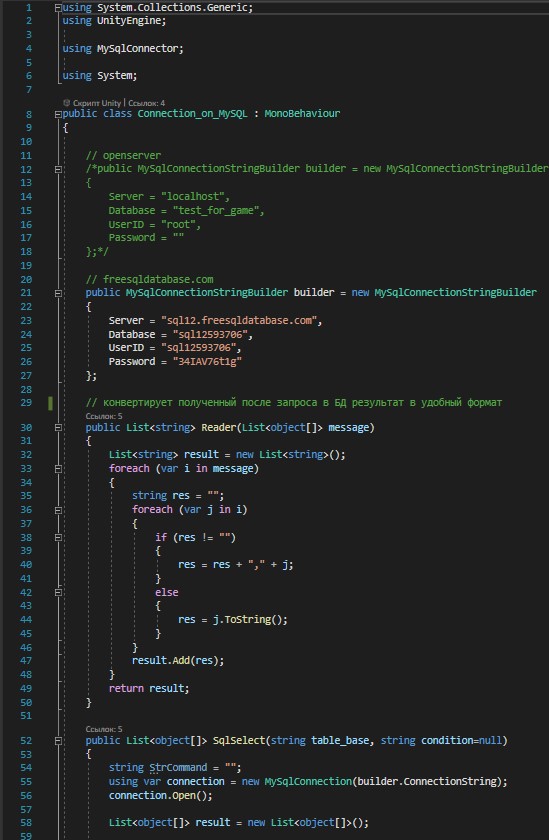 1 using System.Collections.Generic;
2 using UnityEngine;
3
4 using MySqlConnector;
5
6 using System;
7
Скрипт Unity | Ссылок: 4
8 public class Connection_on_MySQL : MonoBehaviour
9 {
10
11 // openserver
12 /*public MySqlConnectionStringBuilder builder = new MySqlConnectionStringBuilder
13 {
14 Server = "localhost",
15 Database = "test_for_game",
16 UserID = "root",
17 Password = ""
18 };*/
19
20 // freesqldatabase.com
21 public MySqlConnectionStringBuilder builder = new MySqlConnectionStringBuilder
22 {
23 Server = "sql12.freesqldatabase.com",
24 Database = "sql12593706",
25 UserID = "sql12593706",
26 Password = "34IAV76t1g"
27 };
28
29 // конвертирует полученный после запроса в БД результат в удобный формат
Ссылок: 5
30 public List<string> Reader(List<object[]> message)
31 {
32 List<string> result = new List<string>();
33 foreach (var i in message)
34 {
35 string res = "";
36 foreach (var j in i)
37 {
38 if (res != "")
39 {
40 res = res + "," + j;
41 }
42 else
43 {
44 res = j.ToString();
45 }
46 }
47 result.Add(res);
48 }
49 return result;
50 }
51
Ссылок: 5
52 public List<object[]> SqlSelect(string table_base, string condition=null)
53 {
54 string StrCommand = "";
55 using var connection = new MySqlConnection(builder.ConnectionString);
56 connection.Open();
57
58 List<object[]> result = new List<object[]>();
59